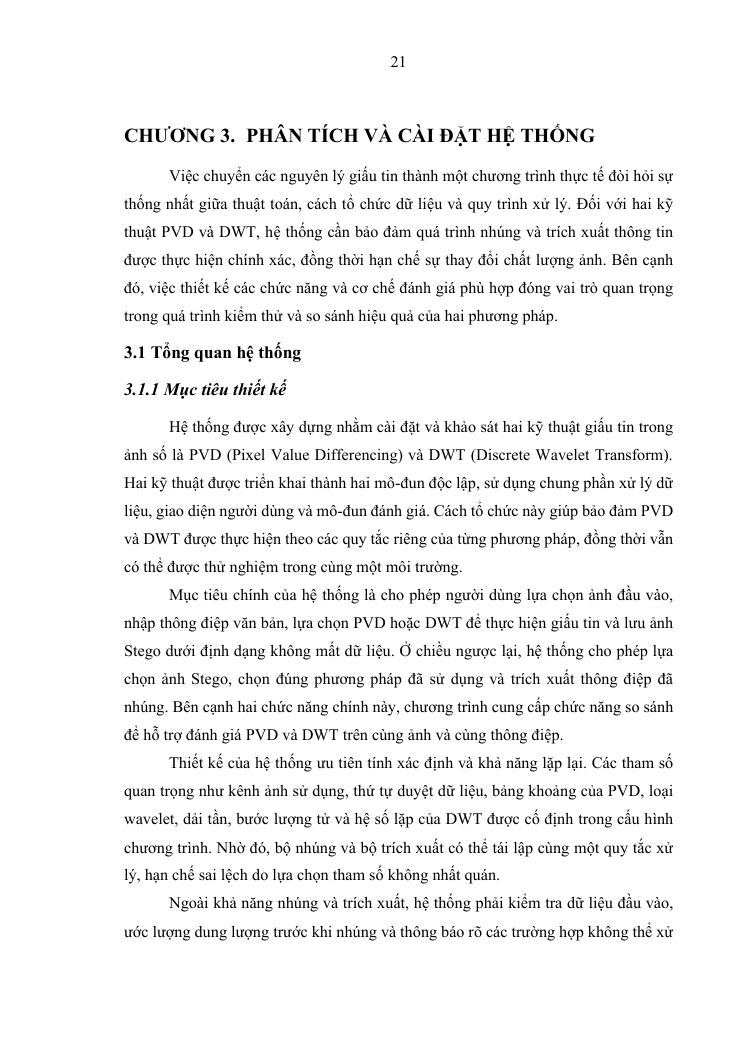 21
CHƯƠNG 3. PHÂN TÍCH VÀ CÀI ĐẶT HỆ THỐNG
Việc chuyển các nguyên lý giấu tin thành một chương trình thực tế đòi hỏi sự
thống nhất giữa thuật toán, cách tổ chức dữ liệu và quy trình xử lý. Đối với hai kỹ
thuật PVD và DWT, hệ thống cần bảo đảm quá trình nhúng và trích xuất thông tin
được thực hiện chính xác, đồng thời hạn chế sự thay đổi chất lượng ảnh. Bên cạnh
đó, việc thiết kế các chức năng và cơ chế đánh giá phù hợp đóng vai trò quan trọng
trong quá trình kiểm thử và so sánh hiệu quả của hai phương pháp.
3.1 Tổng quan hệ thống
3.1.1 Mục tiêu thiết kế
Hệ thống được xây dựng nhằm cài đặt và khảo sát hai kỹ thuật giấu tin trong
ảnh số là PVD (Pixel Value Differencing) và DWT (Discrete Wavelet Transform).
Hai kỹ thuật được triển khai thành hai mô-đun độc lập, sử dụng chung phần xử lý dữ
liệu, giao diện người dùng và mô-đun đánh giá. Cách tổ chức này giúp bảo đảm PVD
và DWT được thực hiện theo các quy tắc riêng của từng phương pháp, đồng thời vẫn
có thể được thử nghiệm trong cùng một môi trường.
Mục tiêu chính của hệ thống là cho phép người dùng lựa chọn ảnh đầu vào,
nhập thông điệp văn bản, lựa chọn PVD hoặc DWT để thực hiện giấu tin và lưu ảnh
Stego dưới định dạng không mất dữ liệu. Ở chiều ngược lại, hệ thống cho phép lựa
chọn ảnh Stego, chọn đúng phương pháp đã sử dụng và trích xuất thông điệp đã
nhúng. Bên cạnh hai chức năng chính này, chương trình cung cấp chức năng so sánh
để hỗ trợ đánh giá PVD và DWT trên cùng ảnh và cùng thông điệp.
Thiết kế của hệ thống ưu tiên tính xác định và khả năng lặp lại. Các tham số
quan trọng như kênh ảnh sử dụng, thứ tự duyệt dữ liệu, bảng khoảng của PVD, loại
wavelet, dải tần, bước lượng tử và hệ số lặp của DWT được cố định trong cấu hình
chương trình. Nhờ đó, bộ nhúng và bộ trích xuất có thể tái lập cùng một quy tắc xử
lý, hạn chế sai lệch do lựa chọn tham số không nhất quán.
Ngoài khả năng nhúng và trích xuất, hệ thống phải kiểm tra dữ liệu đầu vào,
ước lượng dung lượng trước khi nhúng và thông báo rõ các trường hợp không thể xử